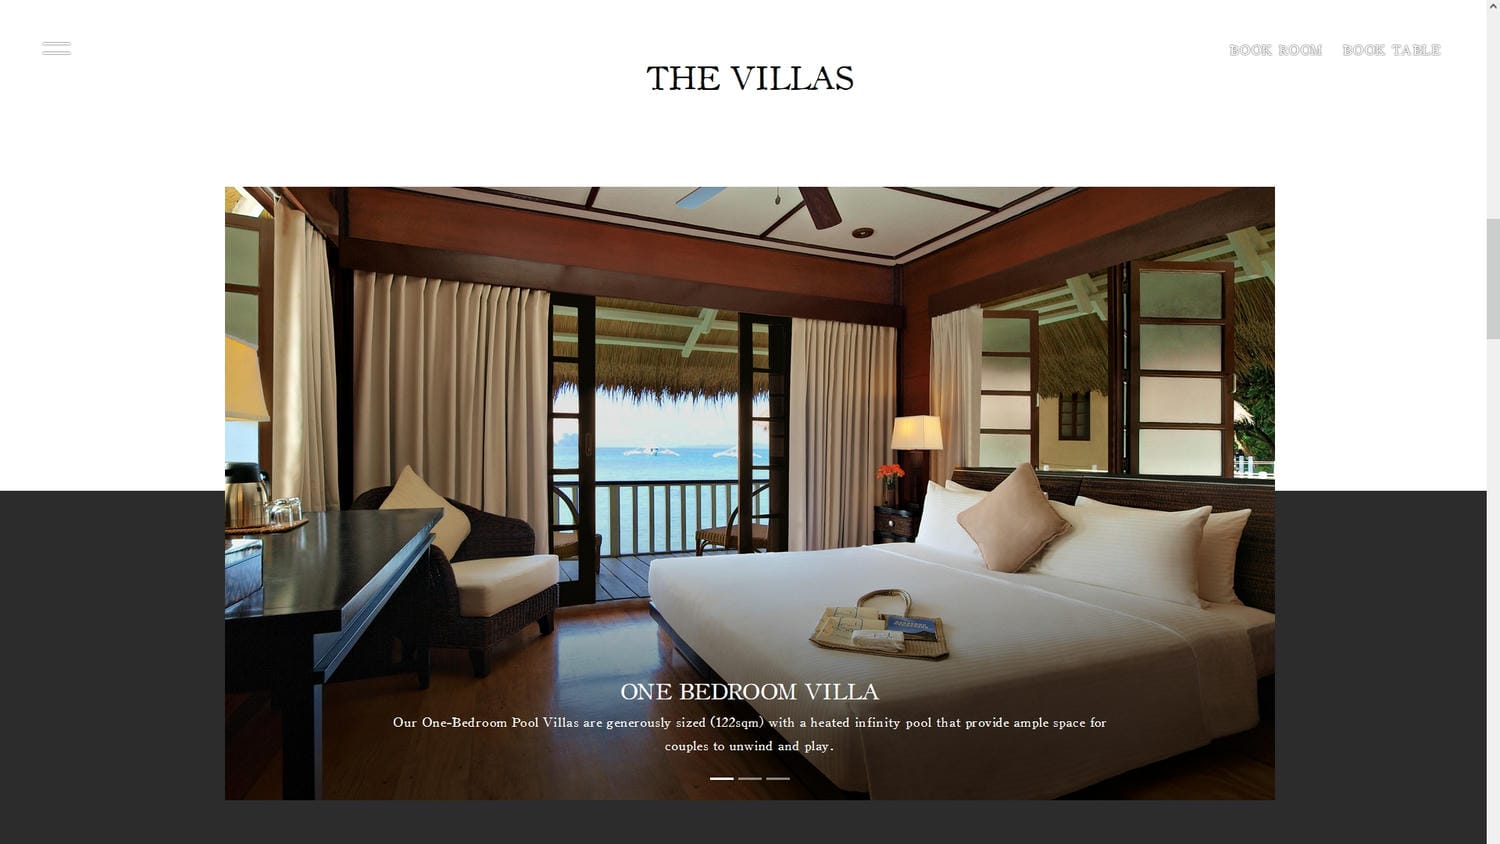 BOOK ROOM BOOK TABLE
THE VILLAS
ONE BEDROOM VILLA
Our One-Bedroom Pool Villas are generously sized (122sqm) with a heated infinity pool that provide ample space for
couples to unwind and play.